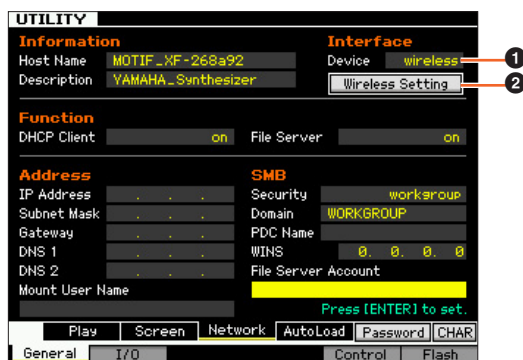 UTILITY
Information Interface
Host Name MOTIF_XF-268a92 Device wireless 1
Description YAMAHA_Synthesizer Wireless Setting 2
Function
DHCP Client on File Server on
Address SMB
IP Address . . . Security workgroup
Subnet Mask . . . Domain WORKGROUP
Gateway . . . PDC Name
DNS 1 . . . WINS 0. 0. 0. 0
DNS 2 . . . File Server Account
Mount User Name
Press [ENTER] to set.
Play Screen Network AutoLoad Password CHAR
General I/O Control Flash